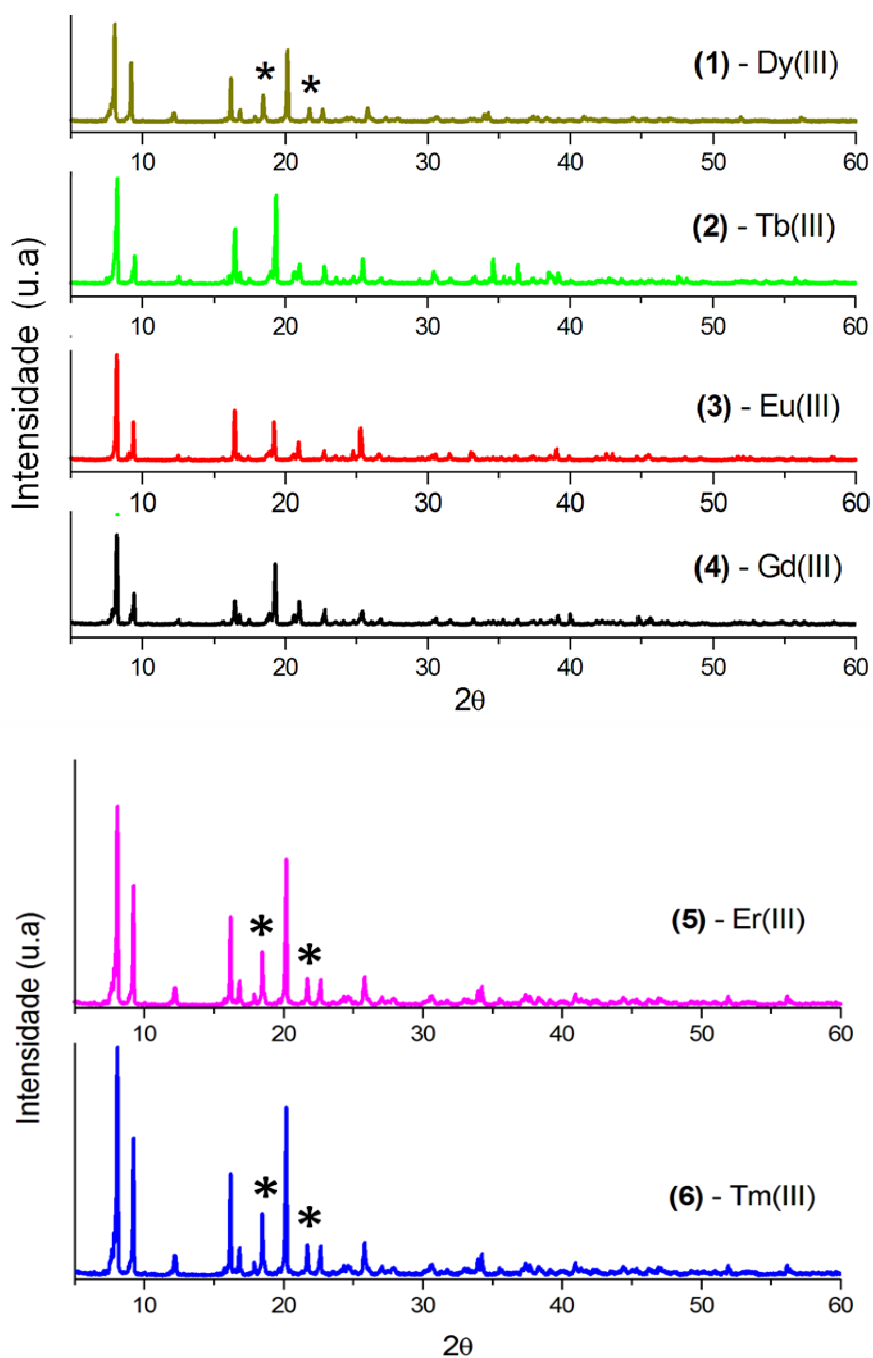 (1) - Dy(III)
* *
10 20 30 40 50 60
(2) - Tb(III)
10 20 30 40 50 60
(3) - Eu(III)
10 20 30 40 50 60
(4) - Gd(III)
10 20 30 40 50 60
2θ
Intensidade (u.a)
(5) - Er(III)
* *
10 20 30 40 50 60
(6) - Tm(III)
* *
10 20 30 40 50 60
2θ
Intensidade (u.a)